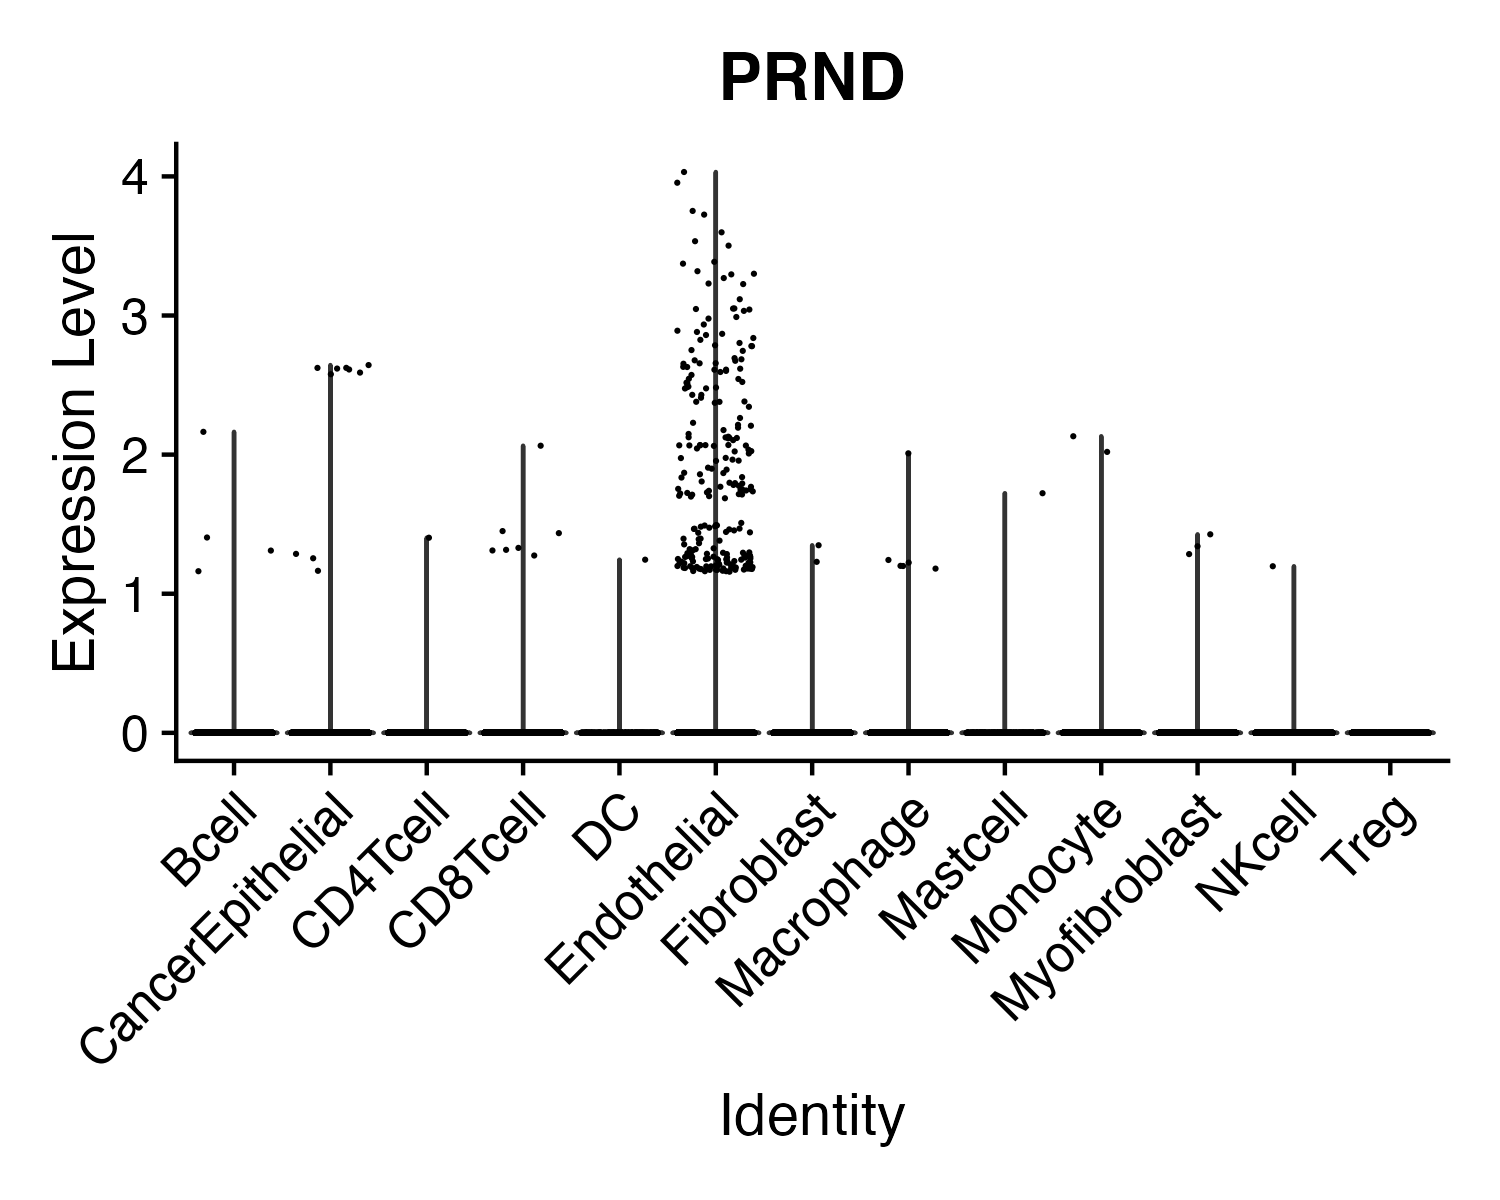 PRND
Expression Level
4
3
2
1
0
Bcell
CancerEpithelial
CD4Tcell
CD8Tcell
DC
Endothelial
Fibroblast
Macrophage
Mastcell
Monocyte
Myofibroblast
NKcell
Treg
Identity